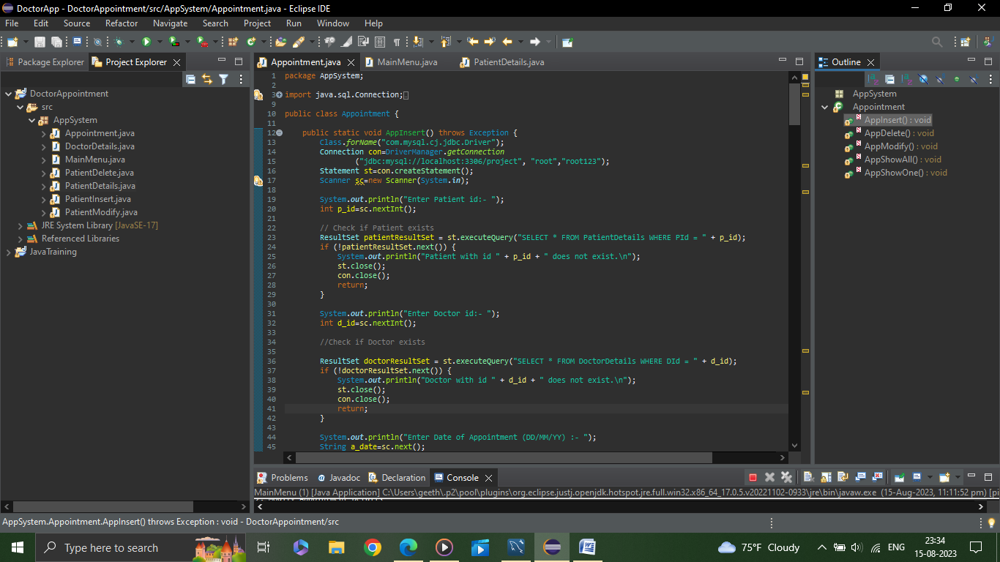 DoctorApp - DoctorAppointment/src/AppSystem/Appointment.java - Eclipse IDE
File Edit Source Refactor Navigate Search Project Run Window Help
Package Explorer Project Explorer
DoctorAppointment
src
AppSystem
Appointment.java
DoctorDetails.java
MainMenu.java
PatientDelete.java
PatientDetails.java
PatientInsert.java
PatientModify.java
JRE System Library [JavaSE-17]
Referenced Libraries
JavaTraining
Appointment.java MainMenu.java PatientDetails.java
1 package AppSystem;
2
3 import java.sql.Connection;
9
10 public class Appointment {
11
12 public static void AppInsert() throws Exception {
13 Class.forName("com.mysql.cj.jdbc.Driver");
14 Connection con=DriverManager.getConnection
15 ("jdbc:mysql://localhost:3306/project", "root","root123");
16 Statement st=con.createStatement();
17 Scanner sc=new Scanner(System.in);
18
19 System.out.println("Enter Patient id:- ");
20 int p_id=sc.nextInt();
21
22 // Check if Patient exists
23 ResultSet patientResultSet = st.executeQuery("SELECT * FROM PatientDetails WHERE PId = " + p_id);
24 if (!patientResultSet.next()) {
25 System.out.println("Patient with id " + p_id + " does not exist.\n");
26 st.close();
27 con.close();
28 return;
29 }
30
31 System.out.println("Enter Doctor id:- ");
32 int d_id=sc.nextInt();
33
34 //Check if Doctor exists
35
36 ResultSet doctorResultSet = st.executeQuery("SELECT * FROM DoctorDetails WHERE DId = " + d_id);
37 if (!doctorResultSet.next()) {
38 System.out.println("Doctor with id " + d_id + " does not exist.\n");
39 st.close();
40 con.close();
41 return;
42 }
43
44 System.out.println("Enter Date of Appointment (DD/MM/YY) :- ");
45 String a_date=sc.next();
Outline
AppSystem
Appointment
AppInsert() : void
AppDelete() : void
AppModify() : void
AppShowAll() : void
AppShowOne() : void
Problems Javadoc Declaration Console
MainMenu (1) [Java Application] C:\Users\geeth\.p2\pool\plugins\org.eclipse.justj.openjdk.hotspot.jre.full.win32.x86_64_17.0.5.v20221102-0933\jre\bin\javaw.exe (15-Aug-2023, 11:11:52 pm) [pi
AppSystem.Appointment.AppInsert() throws Exception : void - DoctorAppointment/src
Type here to search
75°F Cloudy
ENG
23:34
15-08-2023